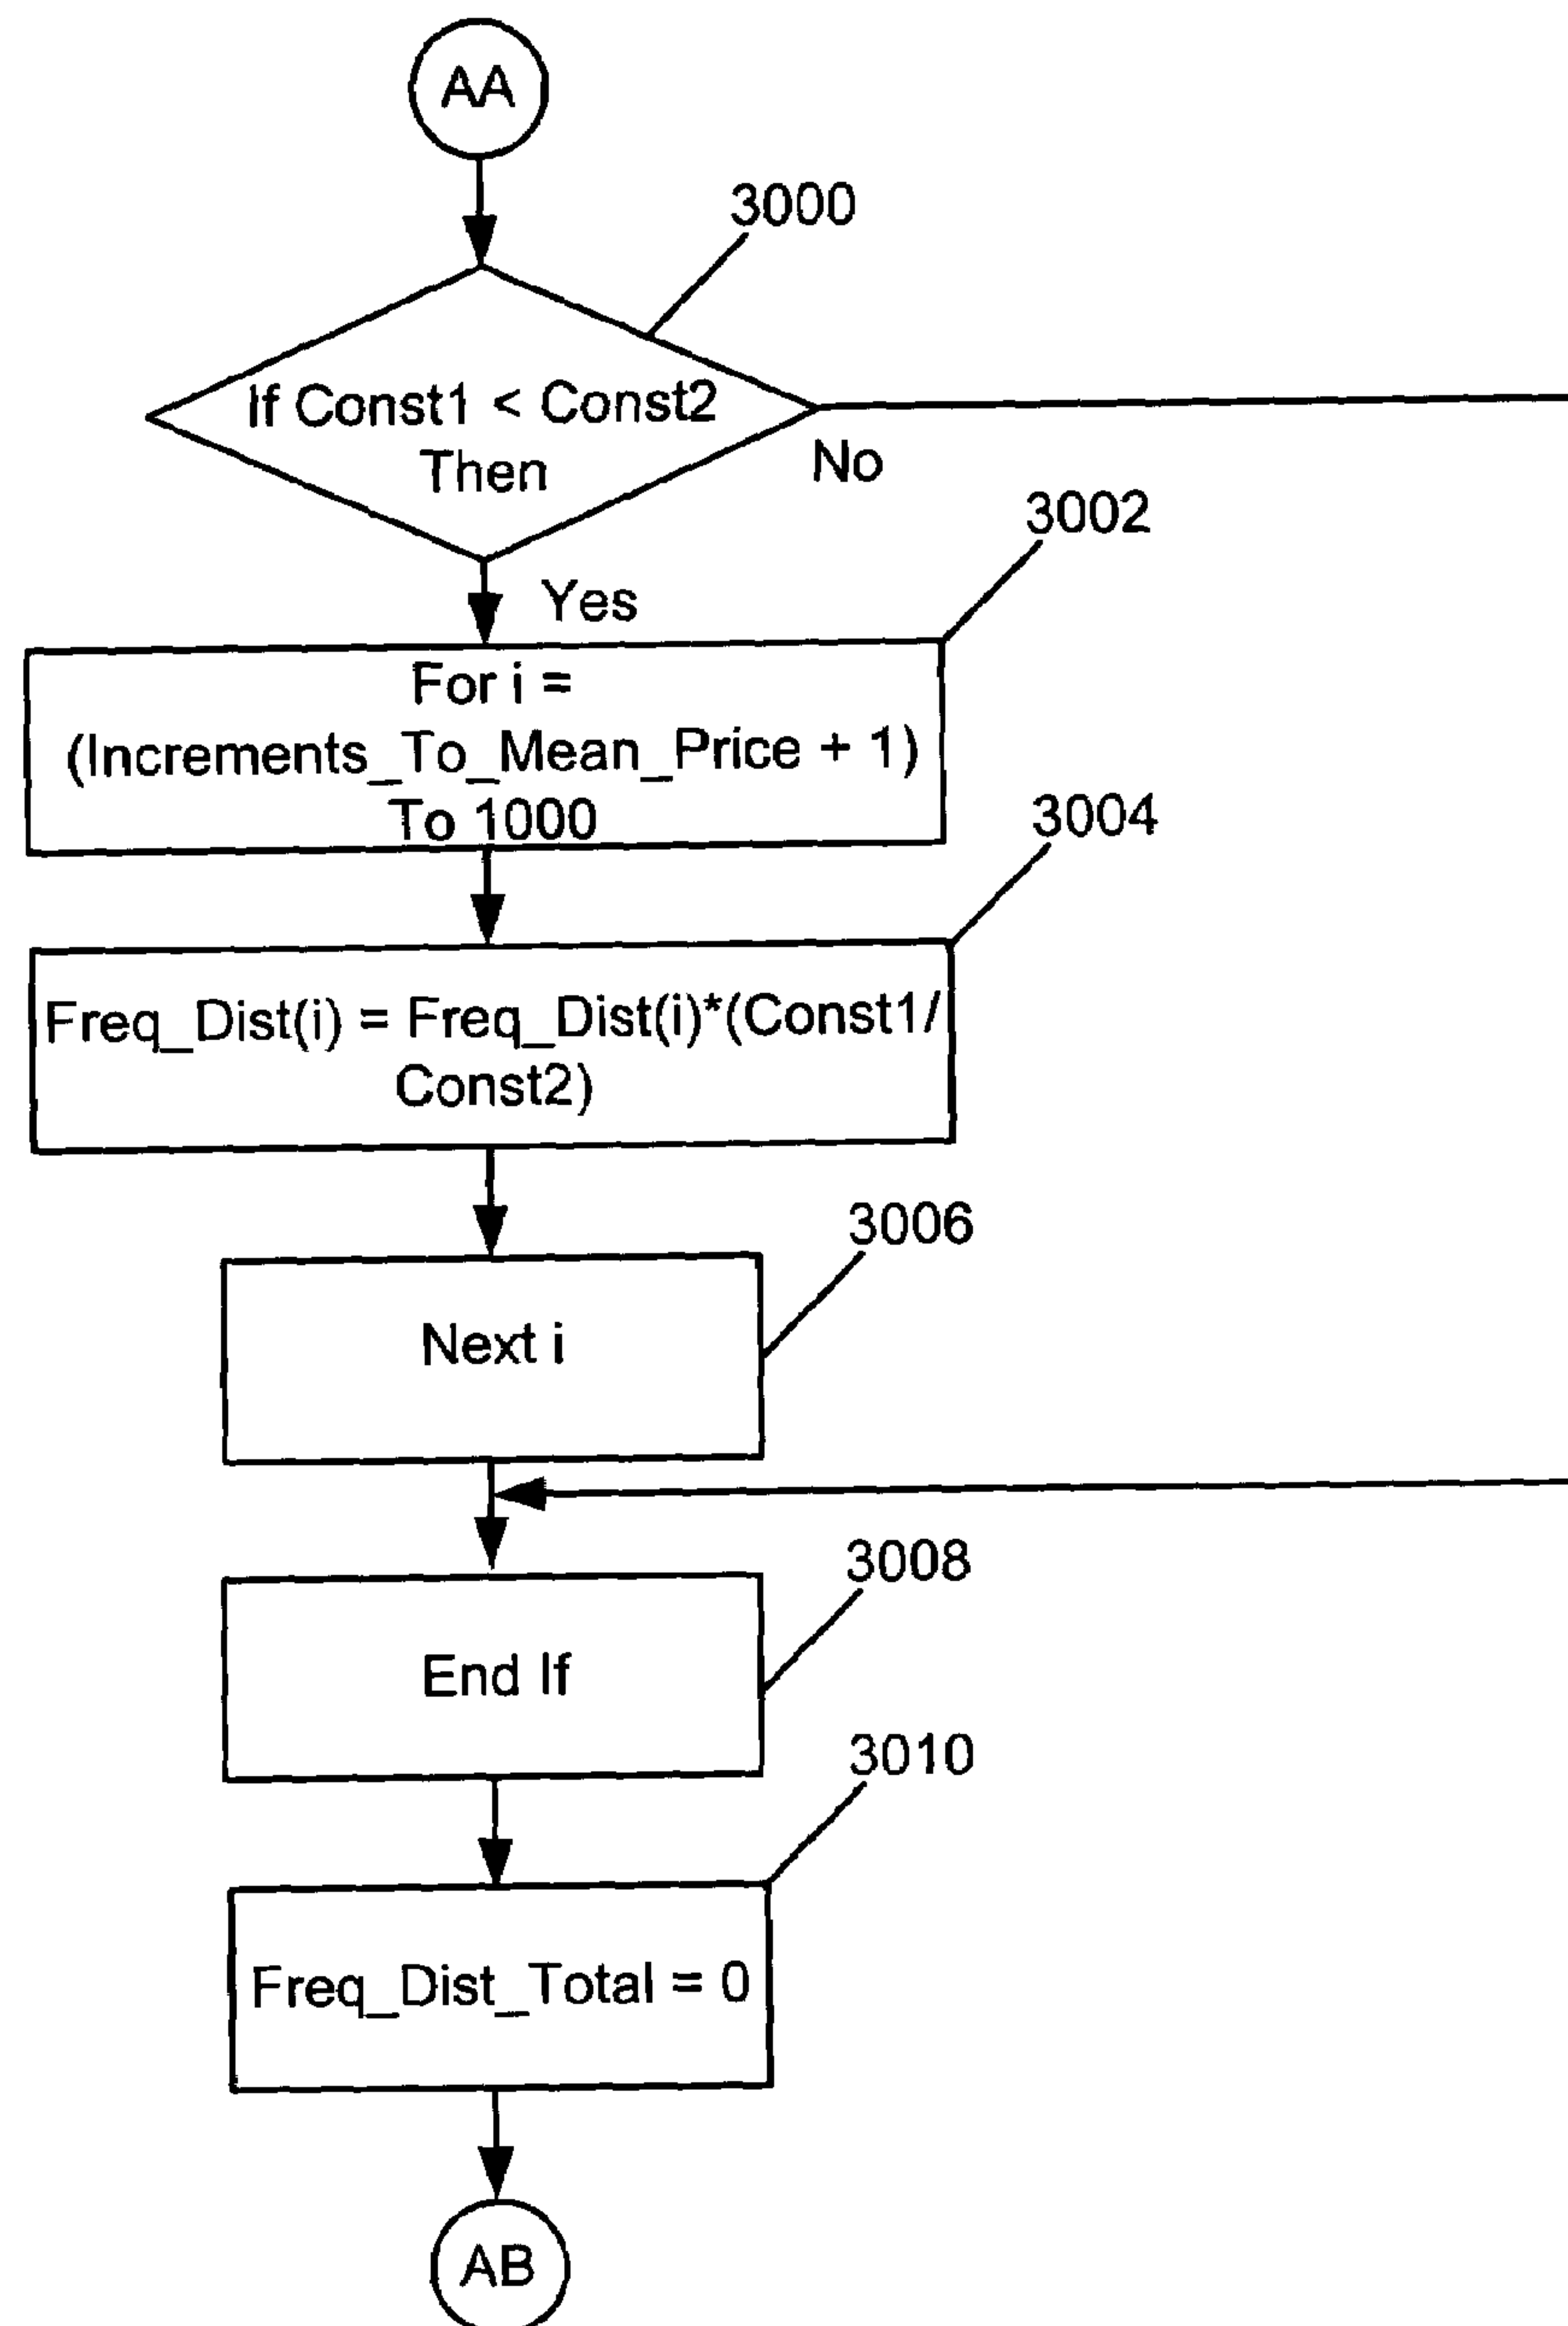 AA
3000
If Const1 < Const2
Then
No
3002
Yes
For i =
(Increments_To_Mean_Price + 1)
To 1000
3004
Freq_Dist(i) = Freq_Dist(i)*(Const1/
Const2)
3006
Next i
3008
End If
3010
Freq_Dist_Total = 0
AB